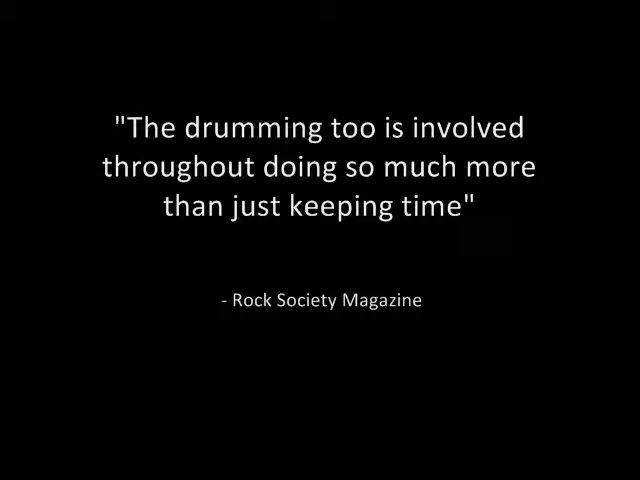 "The drumming too is involved
throughout doing so much more
than just keeping time"
- Rock Society Magazine